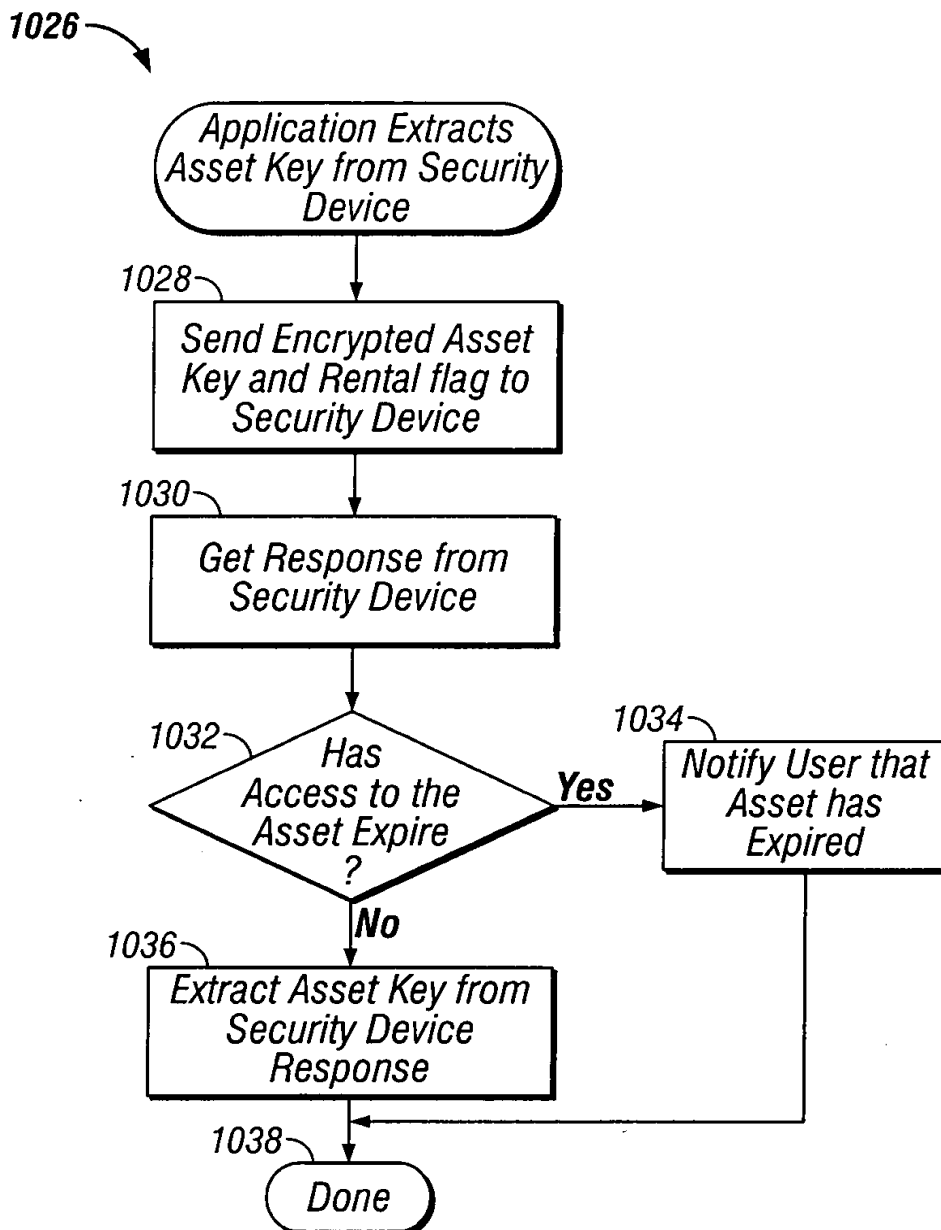 1026
Application Extracts
Asset Key from Security
Device
1028
Send Encrypted Asset
Key and Rental flag to
Security Device
1030
Get Response from
Security Device
1032
Has
Access to the
Asset Expire
?
Yes
1034
Notify User that
Asset has
Expired
No
1036
Extract Asset Key from
Security Device
Response
1038
Done